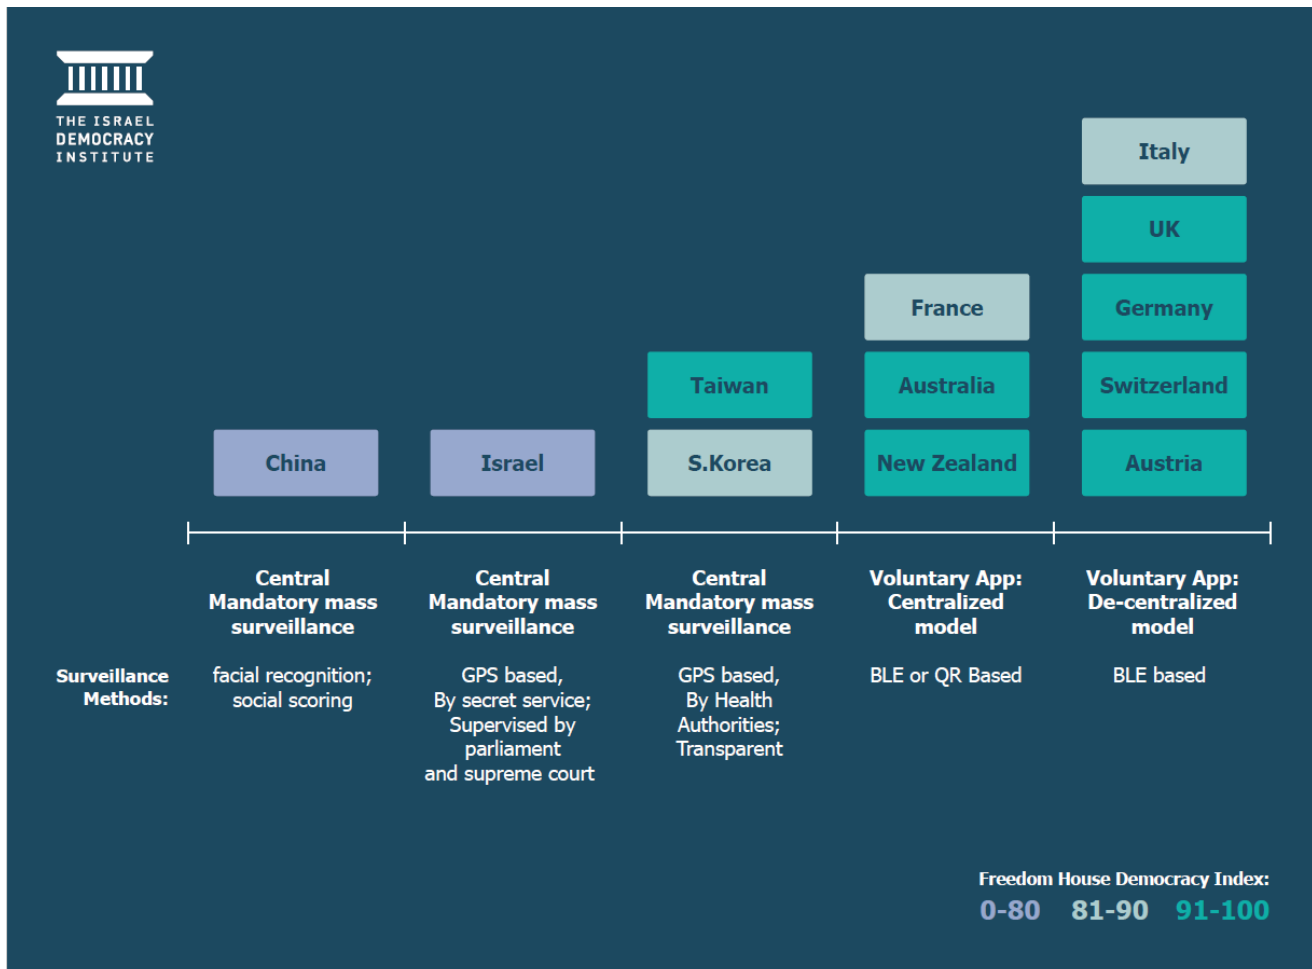 THE ISRAEL
DEMOCRACY
INSTITUTE
Italy
UK
France
Germany
Taiwan
Australia
Switzerland
China
Israel
S.Korea
New Zealand
Austria
Central
Mandatory mass
surveillance
Central
Mandatory mass
surveillance
Central
Mandatory mass
surveillance
Voluntary App:
Centralized
model
Voluntary App:
De-centralized
model
Surveillance
Methods:
facial recognition;
social scoring
GPS based,
By secret service;
Supervised by
parliament
and supreme court
GPS based,
By Health
Authorities;
Transparent
BLE or QR Based
BLE based
Freedom House Democracy Index:
0-80 81-90 91-100